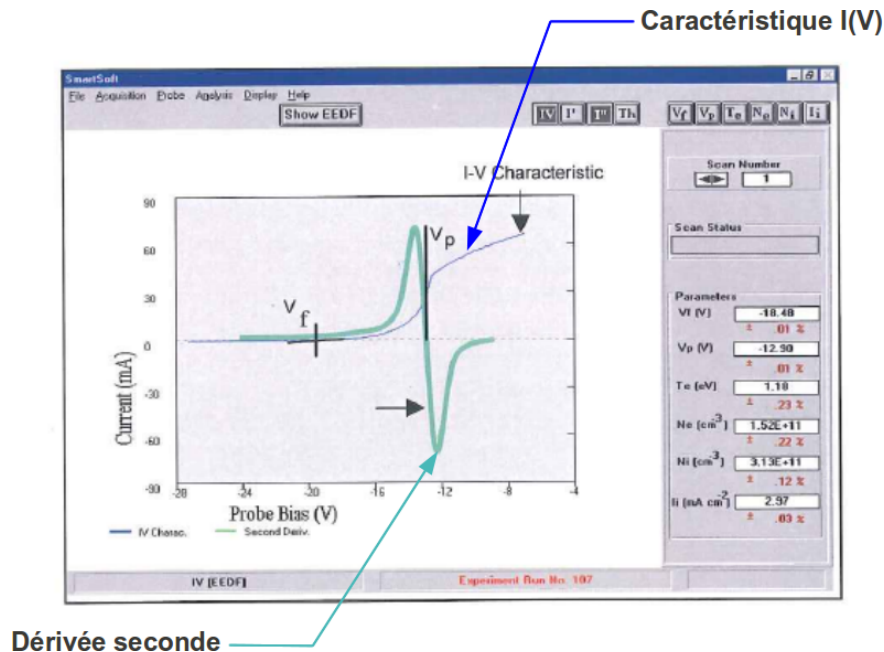 Caractéristique I(V)
SmartSoft
File Acquisition Probe Analysis Display Help
Show EEDF
IV I' I'' Th
Vf Vp Te Ne Ni Ii
I-V Characteristic
Scan Number
1
Scan Status
Vp
Vf
90
60
30
0
-30
-60
-90
Current (mA)
-28 -24 -20 -16 -12 -8 -4
Probe Bias (V)
IV Charac. Second Deriv.
Parameters
Vf (V) -18.48
± .01 %
Vp (V) -12.90
± .01 %
Te (eV) 1.18
± .23 %
Ne (cm-3) 1.52E+11
± .22 %
Ni (cm-3) 3.13E+11
± .12 %
Ii (mA cm-2) 2.97
± .03 %
IV [EEDF] Experiment Run No. 107
Dérivée seconde